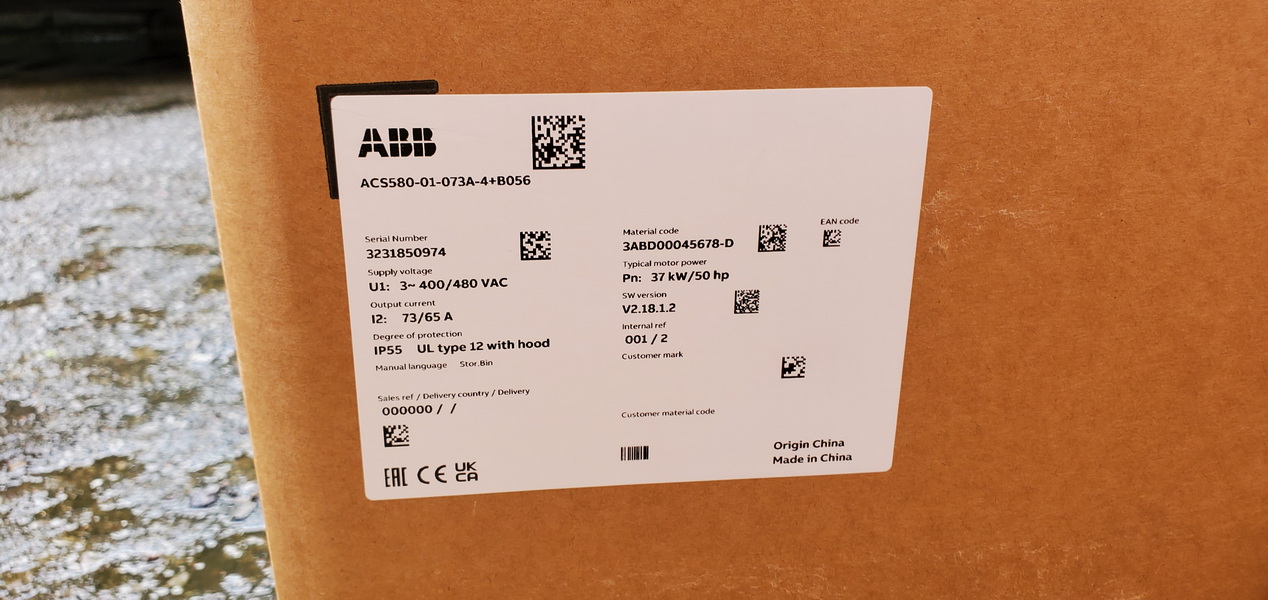 ABB
ACS580-01-073A-4+B056
Serial Number
3231850974
Supply voltage
U1: 3~ 400/480 VAC
Output current
I2: 73/65 A
Degree of protection
IP55 UL type 12 with hood
Manual language Stor.Bin
Sales ref / Delivery country / Delivery
000000 / /
EAC CE UK
CA
Material code
3ABD00045678-D
EAN code
Typical motor power
Pn: 37 kW/50 hp
SW version
V2.18.1.2
Internal ref
001 / 2
Customer mark
Customer material code
Origin China
Made in China